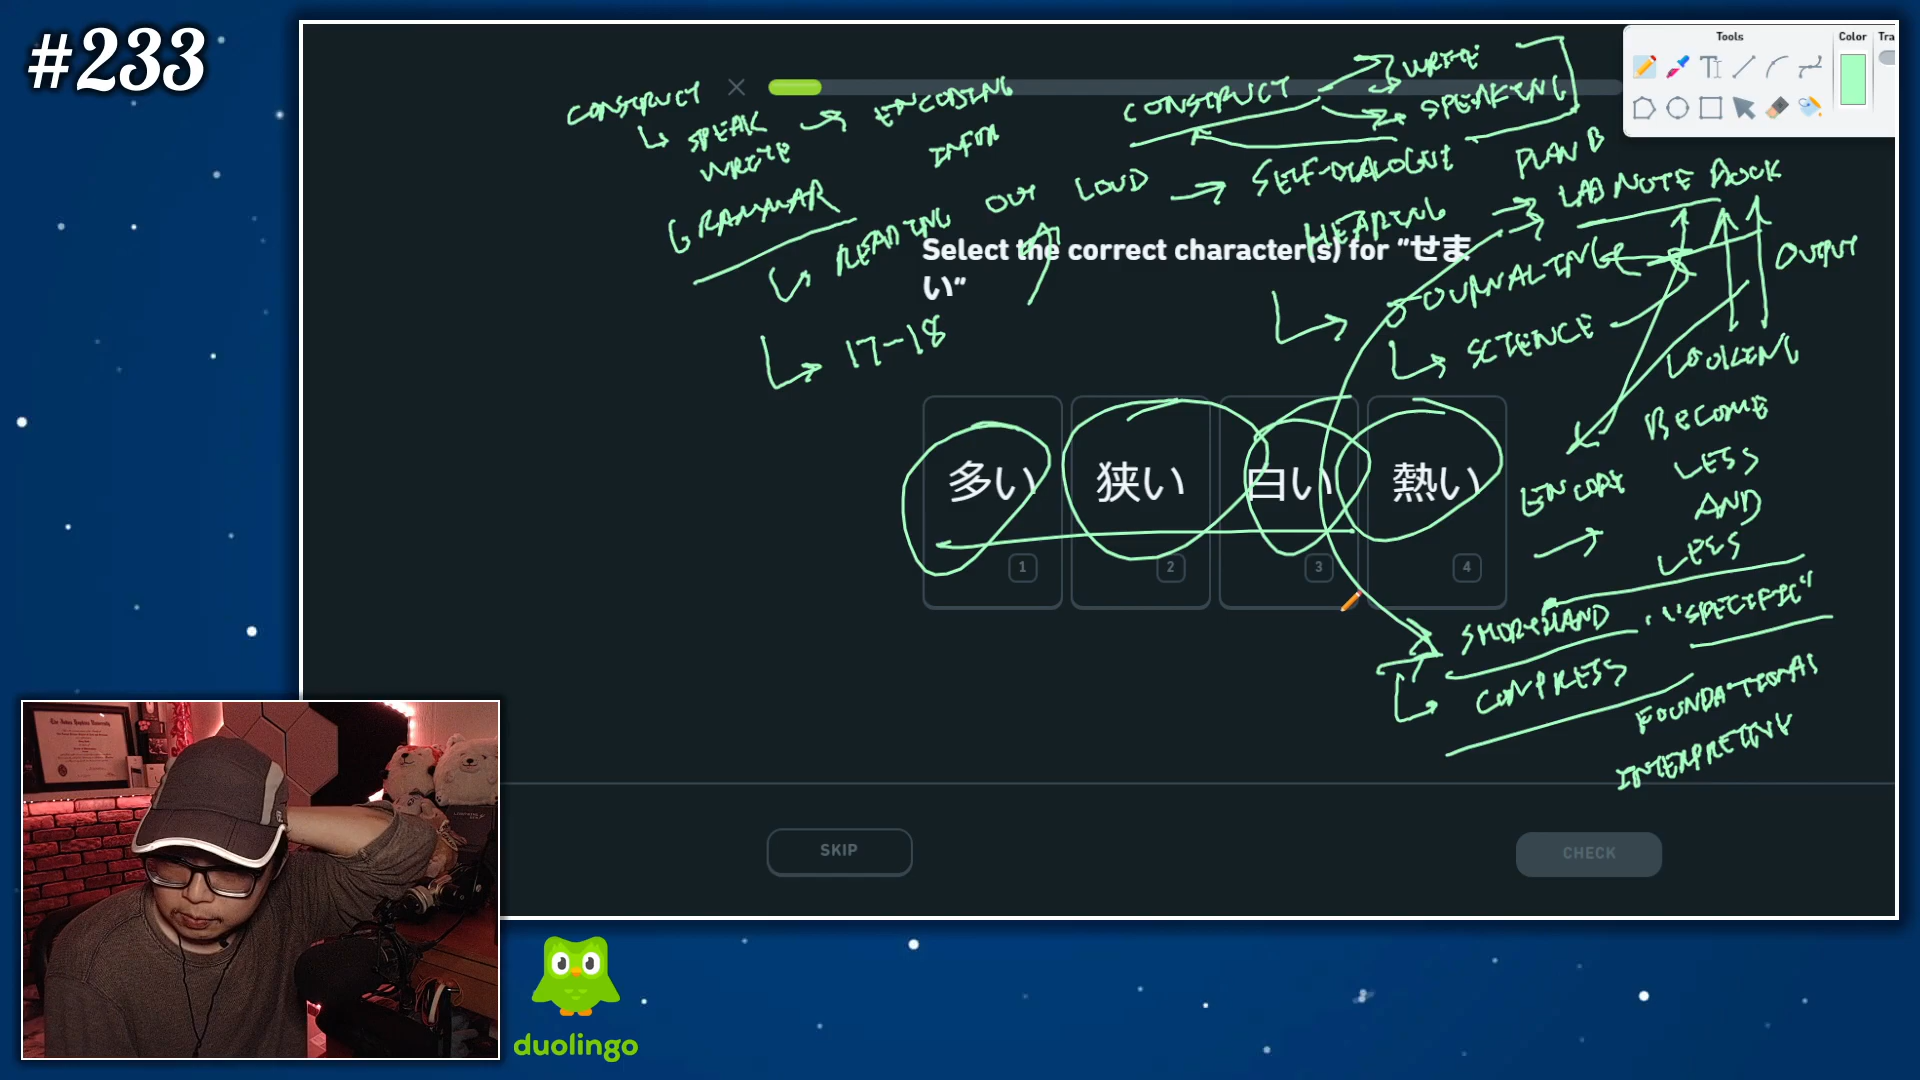 #233
Tools
Color
Tra
CONSTRUCT
SPEAK
WRITE
ENCODING
INFOR
GRAMMAR
READING OUT LOUD
17-18
CONSTRUCT
WRITE
SPEAKING
SELF-DIALOGUE
PLAN B
HEARING
LAB NOTE BOOK
JOURNALING
SCIENCE
OUTPUT
LOOKING
BECOME
LESS
AND
LESS
ENCODE
SHORTHAND
"SPECIFIC"
COMPRESS
FOUNDATIONAL
INTERPRETING
Select the correct character(s) for "せま
い"
多い
狭い
白い
熱い
1
2
3
4
SKIP
CHECK
duolingo